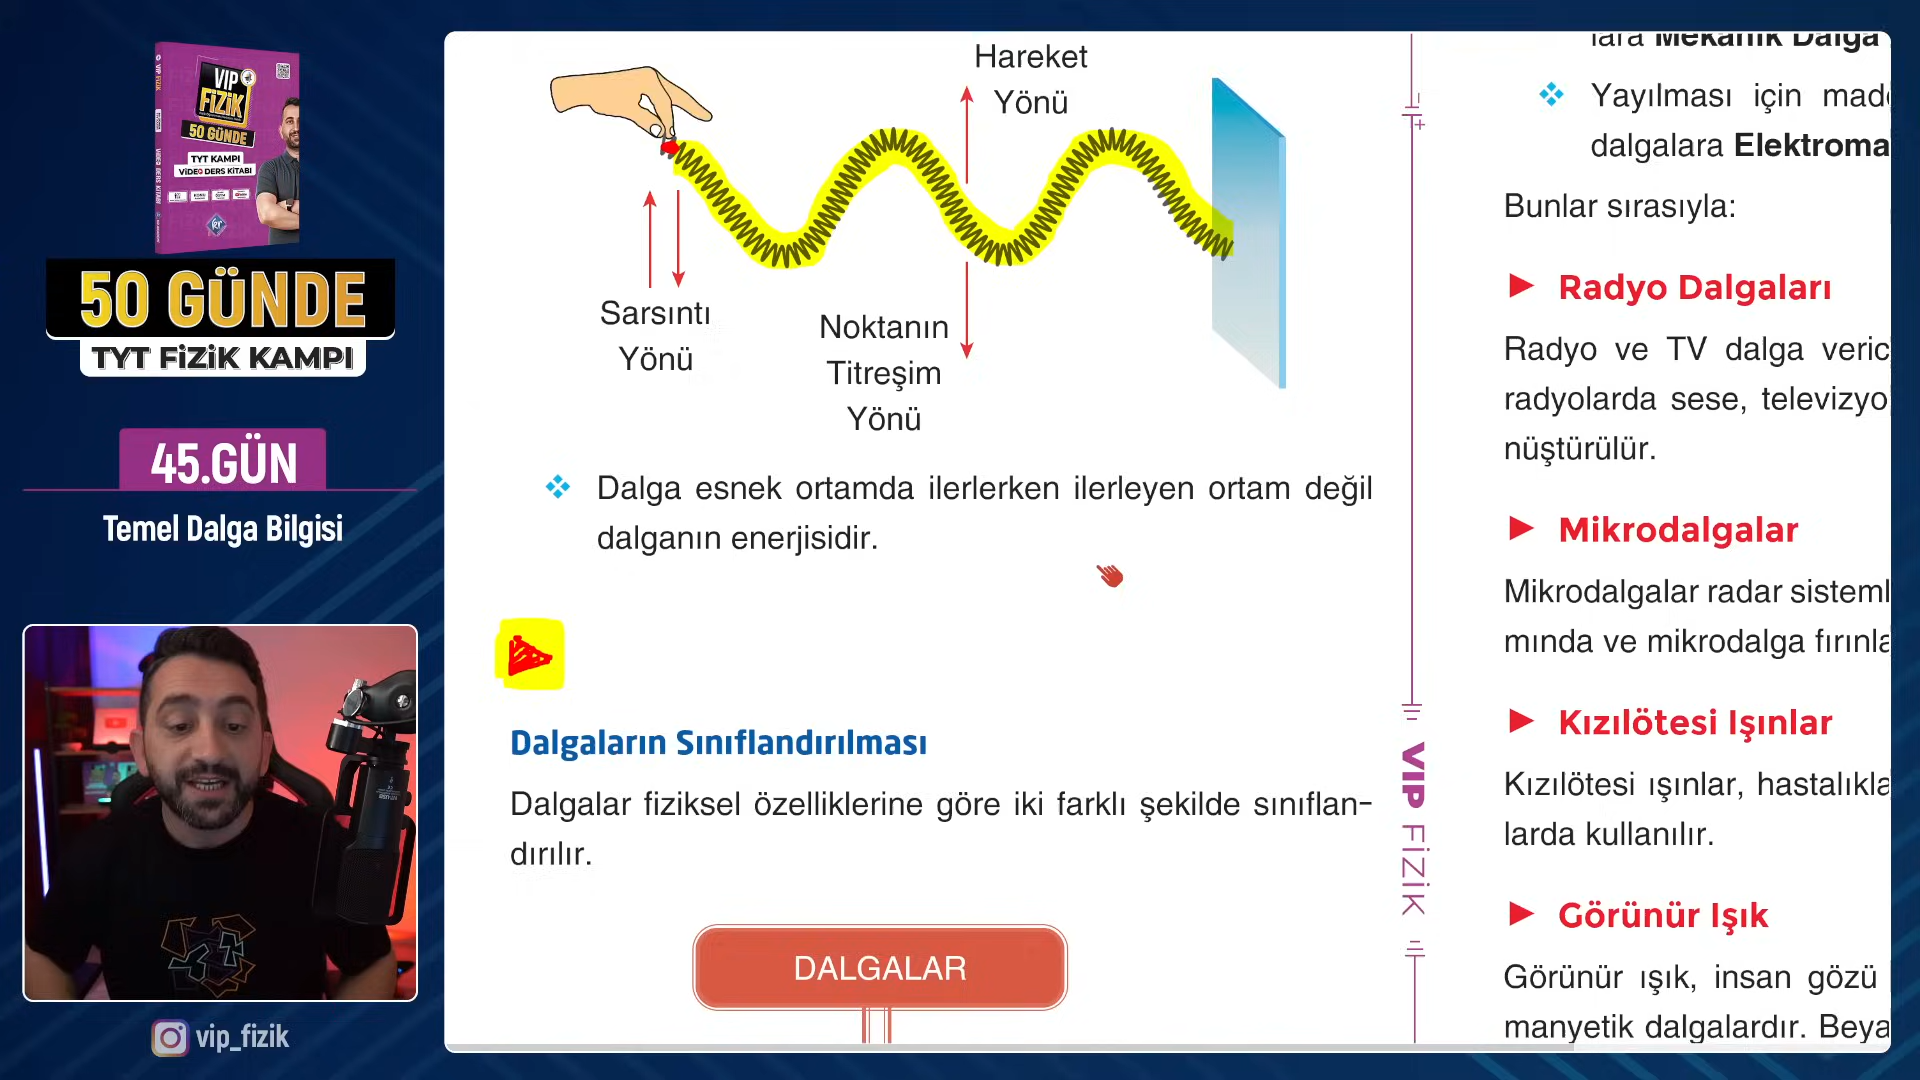 VIP
FİZİK
50 GÜNDE
TYT KAMPI
VİDEO DERS KİTABI
50 GÜNDE
TYT FİZİK KAMPI
45.GÜN
Temel Dalga Bilgisi
vip_fizik
Hareket
Yönü
Sarsıntı
Yönü
Noktanın
Titreşim
Yönü
Dalga esnek ortamda ilerlerken ilerleyen ortam değil
dalganın enerjisidir.
Dalgaların Sınıflandırılması
Dalgalar fiziksel özelliklerine göre iki farklı şekilde sınıflan-
dırılır.
DALGALAR
VIP FİZİK
lara Mekanik Dalga
Yayılması için mad
dalgalara Elektroma
Bunlar sırasıyla:
Radyo Dalgaları
Radyo ve TV dalga veric
radyolarda sese, televizyo
nüştürülür.
Mikrodalgalar
Mikrodalgalar radar sisteml
mında ve mikrodalga fırınla
Kızılötesi Işınlar
Kızılötesi ışınlar, hastalıkla
larda kullanılır.
Görünür Işık
Görünür ışık, insan gözü
manyetik dalgalardır. Beya